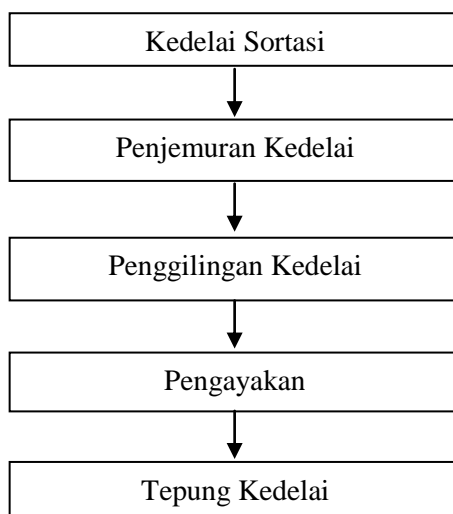 Kedelai Sortasi
Penjemuran Kedelai
Penggilingan Kedelai
Pengayakan
Tepung Kedelai